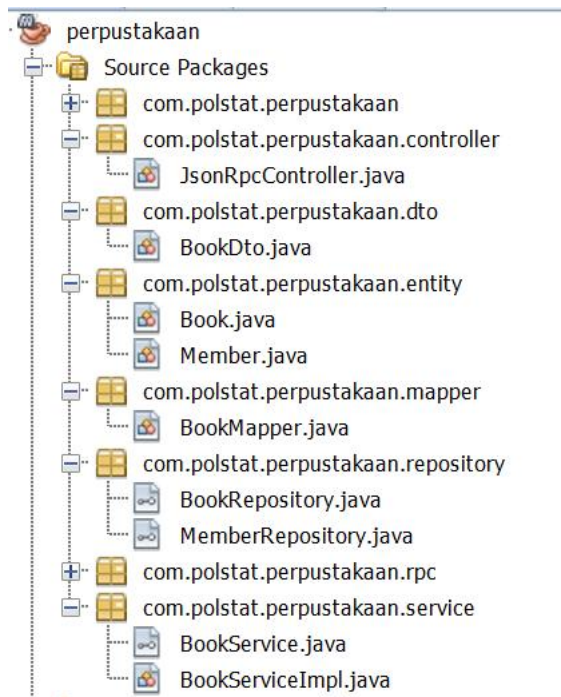 perpustakaan
Source Packages
com.polstat.perpustakaan
com.polstat.perpustakaan.controller
JsonRpcController.java
com.polstat.perpustakaan.dto
BookDto.java
com.polstat.perpustakaan.entity
Book.java
Member.java
com.polstat.perpustakaan.mapper
BookMapper.java
com.polstat.perpustakaan.repository
BookRepository.java
MemberRepository.java
com.polstat.perpustakaan.rpc
com.polstat.perpustakaan.service
BookService.java
BookServiceImpl.java